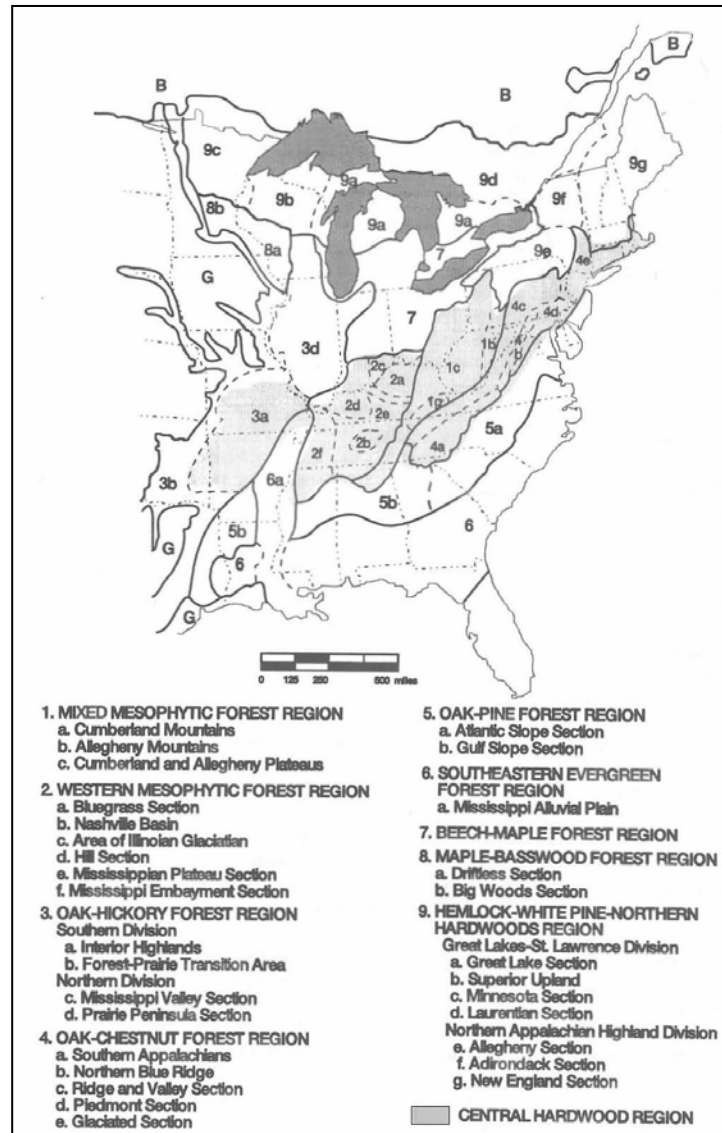 B
B
B
9c
9a
9d
9g
9b
8b
9a
9a
9f
8a
7
9e
4e
G
4c
7
4d
3d
1b
4
b
2c
1c
2a
2d
3a
2e
1g
5a
2b
2f
4a
3b
6a
5b
5b
6
G
6
G
0 125 250 500 miles
1. MIXED MESOPHYTIC FOREST REGION
a. Cumberland Mountains
b. Allegheny Mountains
c. Cumberland and Allegheny Plateaus
2. WESTERN MESOPHYTIC FOREST REGION
a. Bluegrass Section
b. Nashville Basin
c. Area of Illinoian Glaciatian
d. Hill Section
e. Mississippian Plateau Section
f. Mississippi Embayment Section
3. OAK-HICKORY FOREST REGION
Southern Division
a. Interior Highlands
b. Forest-Prairie Transition Area
Northern Division
c. Mississippi Valley Section
d. Prairie Peninsula Section
4. OAK-CHESTNUT FOREST REGION
a. Southern Appalachians
b. Northern Blue Ridge
c. Ridge and Valley Section
d. Piedmont Section
e. Glaciated Section
5. OAK-PINE FOREST REGION
a. Atlantic Slope Section
b. Gulf Slope Section
6. SOUTHEASTERN EVERGREEN
FOREST REGION
a. Mississippi Alluvial Plain
7. BEECH-MAPLE FOREST REGION
8. MAPLE-BASSWOOD FOREST REGION
a. Driftless Section
b. Big Woods Section
9. HEMLOCK-WHITE PINE-NORTHERN
HARDWOODS REGION
Great Lakes-St. Lawrence Division
a. Great Lake Section
b. Superior Upland
c. Minnesota Section
d. Laurentian Section
Northern Appalachian Highland Division
e. Allegheny Section
f. Adirondack Section
g. New England Section
CENTRAL HARDWOOD REGION